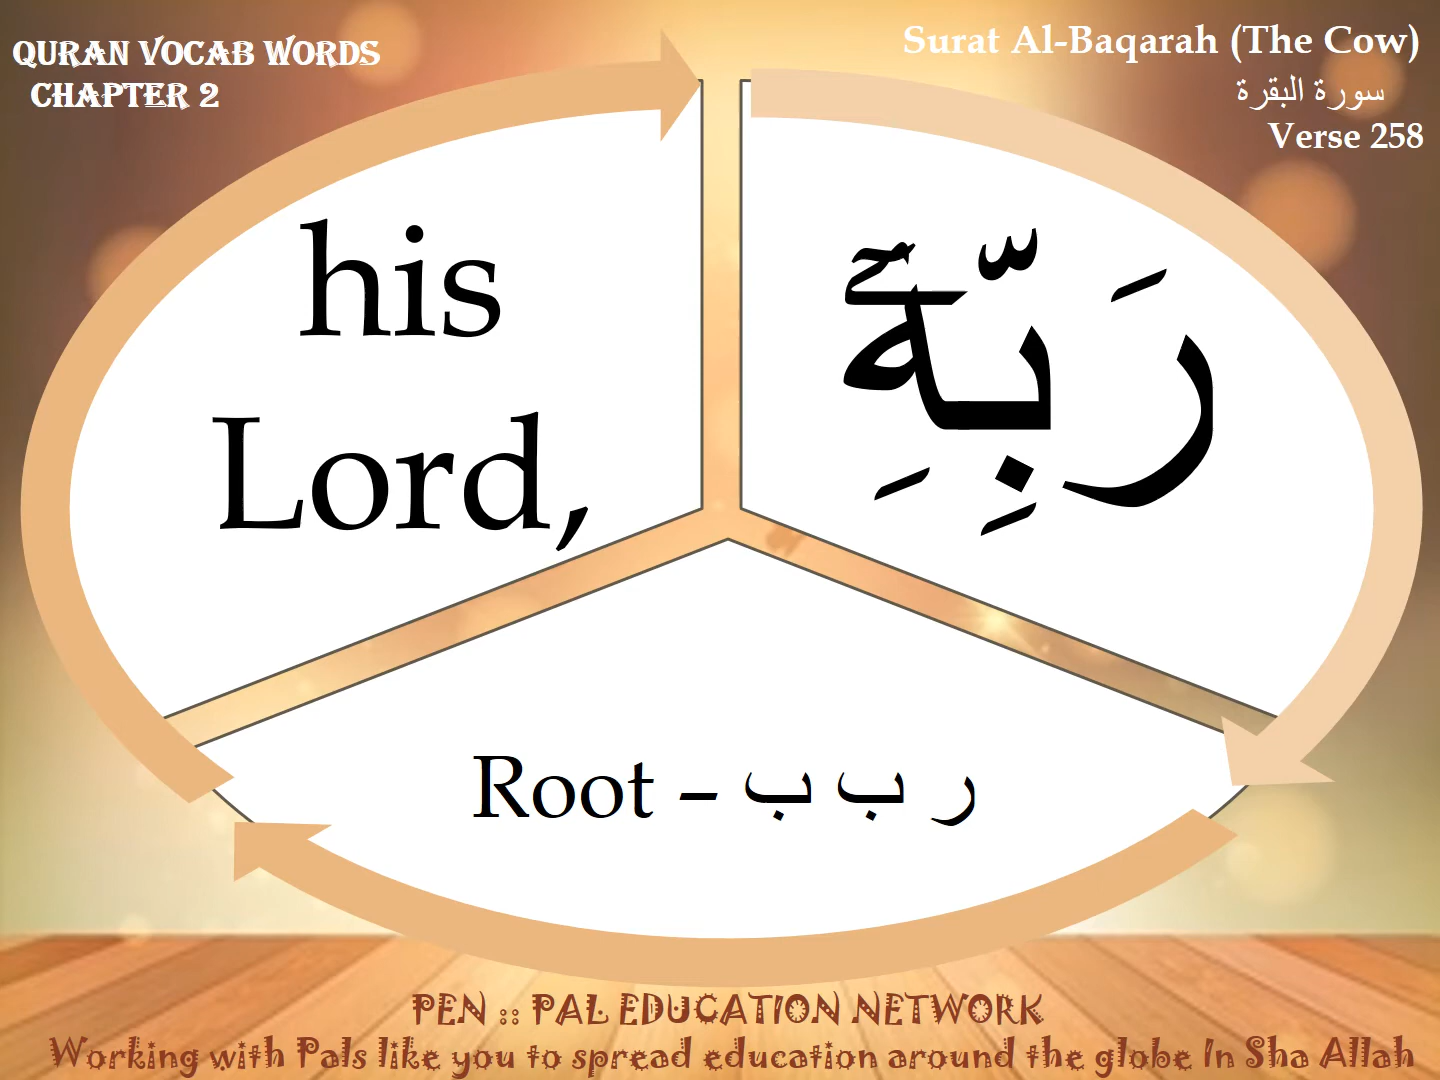 QURAN VOCAB WORDS
CHAPTER 2
Surat Al-Baqarah (The Cow)
سورة البقرة
Verse 258
his
Lord,
رَبِّهِۦٓ
Root – ر ب ب
PEN :: PAL EDUCATION NETWORK
Working with Pals like you to spread education around the globe In Sha Allah